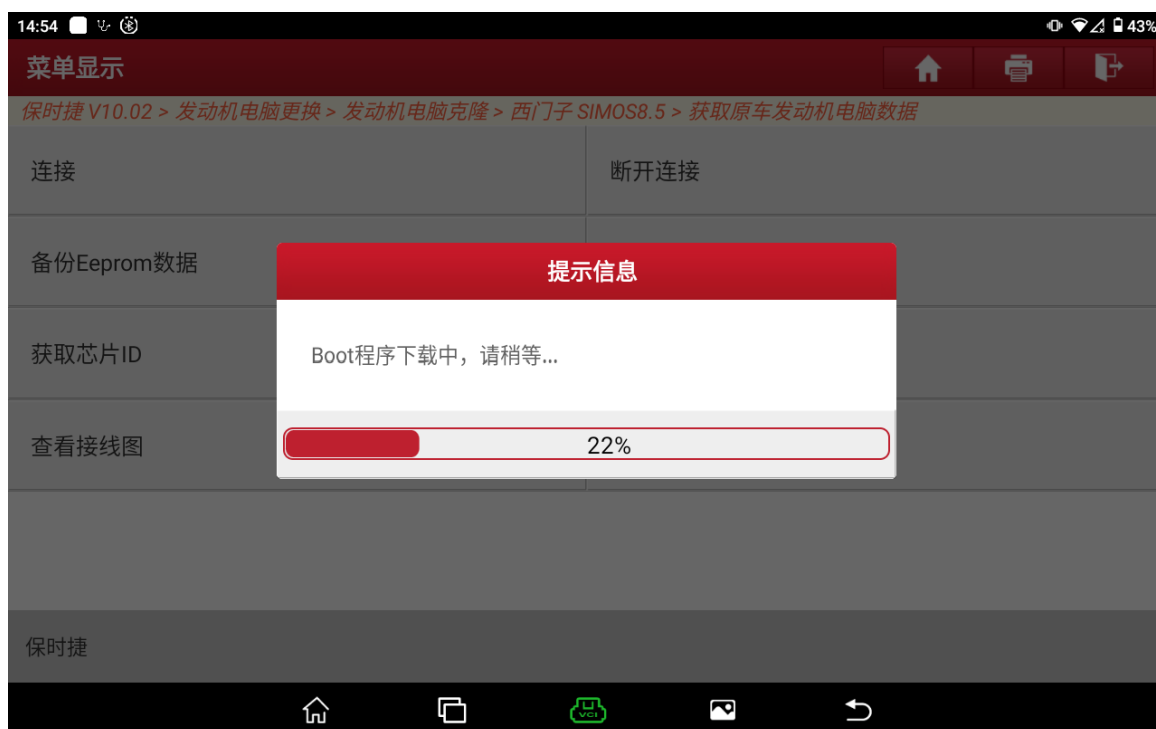 14:54
43%
菜单显示
保时捷 V10.02 > 发动机电脑更换 > 发动机电脑克隆 > 西门子 SIMOS8.5 > 获取原车发动机电脑数据
连接
断开连接
备份Eeprom数据
提示信息
获取芯片ID
Boot程序下载中，请稍等...
查看接线图
22%
保时捷
VCI